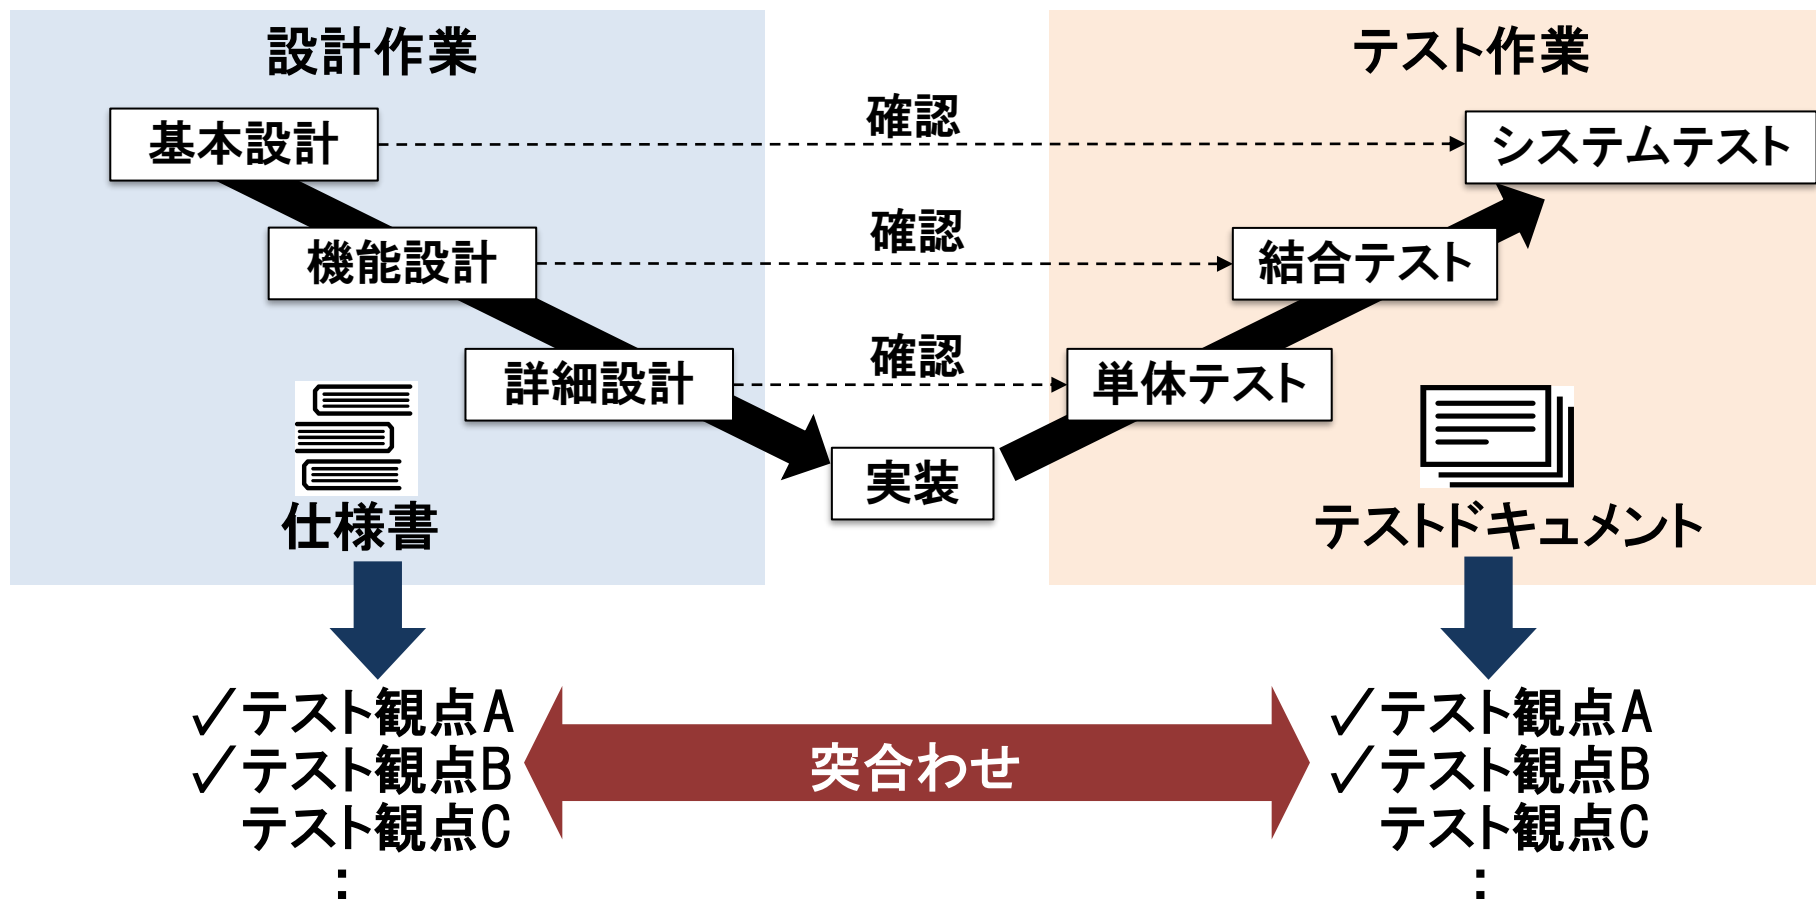 設計作業
テスト作業
基本設計
確認
システムテスト
機能設計
確認
結合テスト
詳細設計
確認
単体テスト
実装
仕様書
テストドキュメント
✓テスト観点A
✓テスト観点B
テスト観点C
：
突合わせ
✓テスト観点A
✓テスト観点B
テスト観点C
：